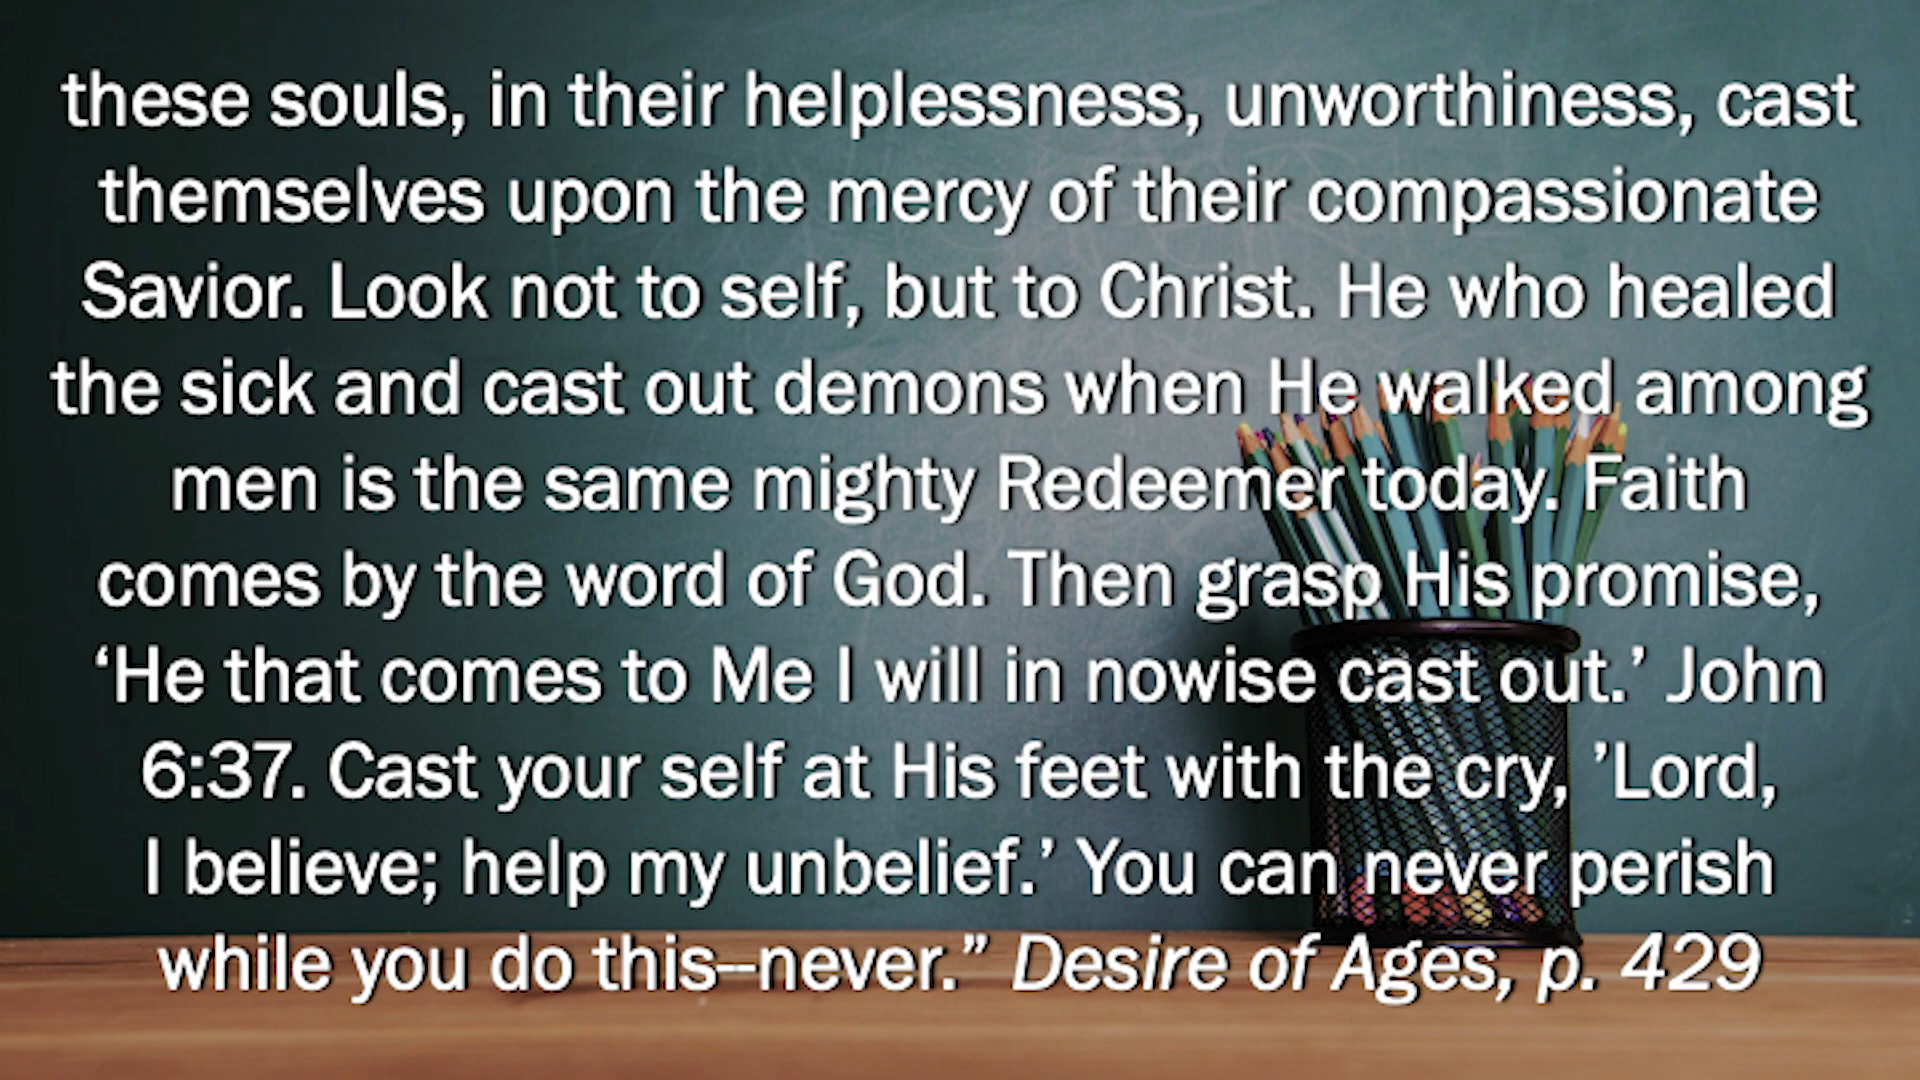 these souls, in their helplessness, unworthiness, cast
themselves upon the mercy of their compassionate
Savior. Look not to self, but to Christ. He who healed
the sick and cast out demons when He walked among
men is the same mighty Redeemer today. Faith
comes by the word of God. Then grasp His promise,
‘He that comes to Me I will in nowise cast out.’ John
6:37. Cast your self at His feet with the cry, ’Lord,
I believe; help my unbelief.’ You can never perish
while you do this--never.” Desire of Ages, p. 429